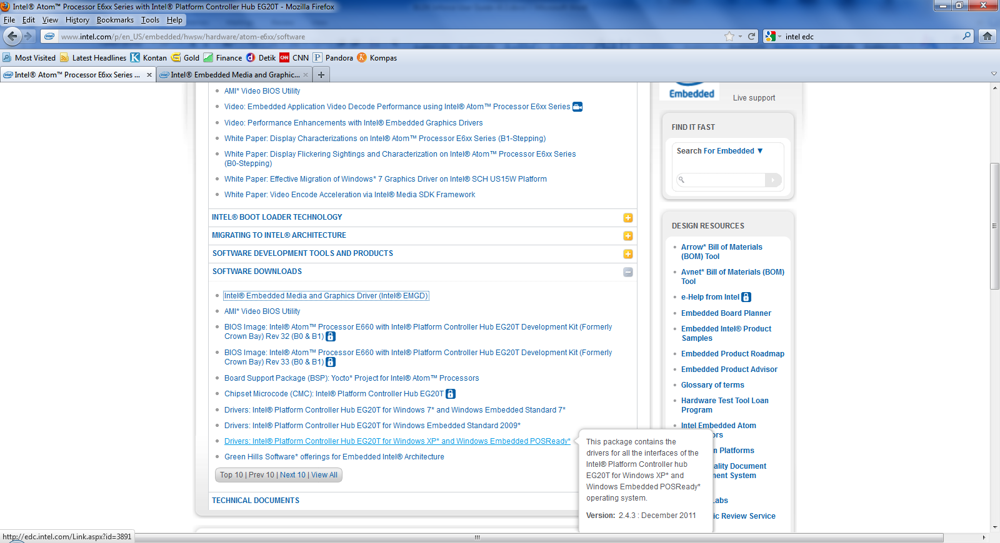 Intel® Atom™ Processor E6xx Series with Intel® Platform Controller Hub EG20T - Mozilla Firefox
File Edit View History Bookmarks Tools Help
www.intel.com/p/en_US/embedded/hwsw/hardware/atom-e6xx/software
intel edc
Most Visited Latest Headlines Kontan Gold Finance Detik CNN Pandora Kompas
Intel® Atom™ Processor E6xx Series ...
Intel® Embedded Media and Graphic...
AMI* Video BIOS Utility
Video: Embedded Application Video Decode Performance using Intel® Atom™ Processor E6xx Series
Video: Performance Enhancements with Intel® Embedded Graphics Drivers
White Paper: Display Characterizations on Intel® Atom™ Processor E6xx Series (B1-Stepping)
White Paper: Display Flickering Sightings and Characterization on Intel® Atom™ Processor E6xx Series
(B0-Stepping)
White Paper: Effective Migration of Windows* 7 Graphics Driver on Intel® SCH US15W Platform
White Paper: Video Encode Acceleration via Intel® Media SDK Framework
INTEL® BOOT LOADER TECHNOLOGY
MIGRATING TO INTEL® ARCHITECTURE
SOFTWARE DEVELOPMENT TOOLS AND PRODUCTS
SOFTWARE DOWNLOADS
Intel® Embedded Media and Graphics Driver (Intel® EMGD)
AMI* Video BIOS Utility
BIOS Image: Intel® Atom™ Processor E660 with Intel® Platform Controller Hub EG20T Development Kit (Formerly
Crown Bay) Rev 32 (B0 & B1)
BIOS Image: Intel® Atom™ Processor E660 with Intel® Platform Controller Hub EG20T Development Kit (Formerly
Crown Bay) Rev 33 (B0 & B1)
Board Support Package (BSP): Yocto* Project for Intel® Atom™ Processors
Chipset Microcode (CMC): Intel® Platform Controller Hub EG20T
Drivers: Intel® Platform Controller Hub EG20T for Windows 7* and Windows Embedded Standard 7*
Drivers: Intel® Platform Controller Hub EG20T for Windows Embedded Standard 2009*
Drivers: Intel® Platform Controller Hub EG20T for Windows XP* and Windows Embedded POSReady*
Green Hills Software* offerings for Embedded Intel® Architecture
Top 10 | Prev 10 | Next 10 | View All
TECHNICAL DOCUMENTS
This package contains the
drivers for all the interfaces of the
Intel® Platform Controller hub
EG20T for Windows XP* and
Windows Embedded POSReady*
operating system.
Version: 2.4.3 : December 2011
Embedded
Live support
FIND IT FAST
Search For Embedded ▼
DESIGN RESOURCES
Arrow* Bill of Materials
(BOM) Tool
Avnet* Bill of Materials (BOM)
Tool
e-Help from Intel
Embedded Board Planner
Embedded Intel® Product
Samples
Embedded Product Roadmap
Embedded Product Advisor
Glossary of terms
Hardware Test Tool Loan
Program
Intel Embedded Atom
ors
n Platforms
ality Document
ent System
Labs
ic Review Service
http://edc.intel.com/Link.aspx?id=3891